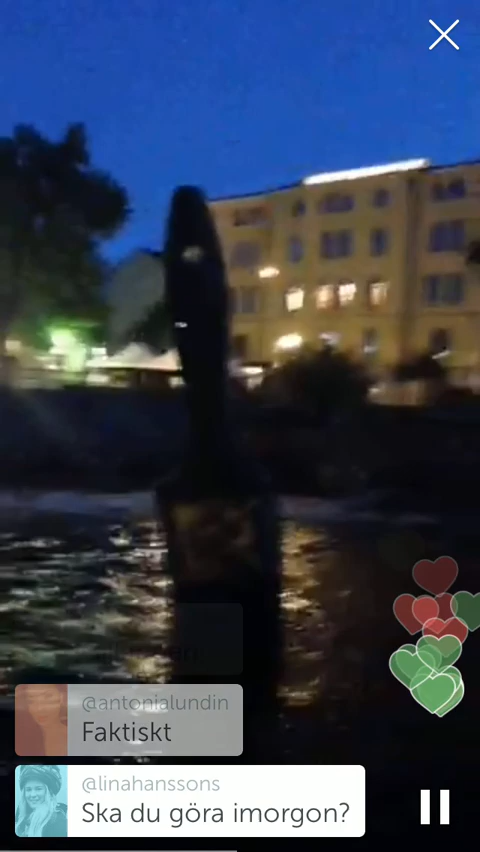 @antonialundin
Faktiskt
@linahanssons
Ska du göra imorgon?